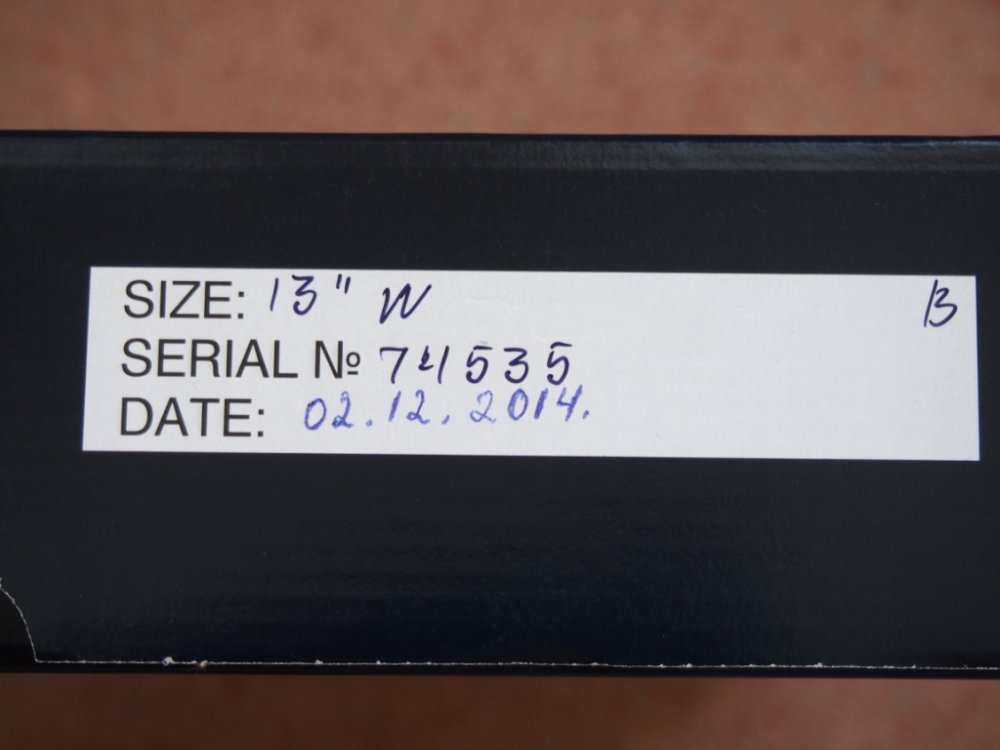 SIZE: 13" W B
SERIAL № 74535
DATE: 02.12.2014.